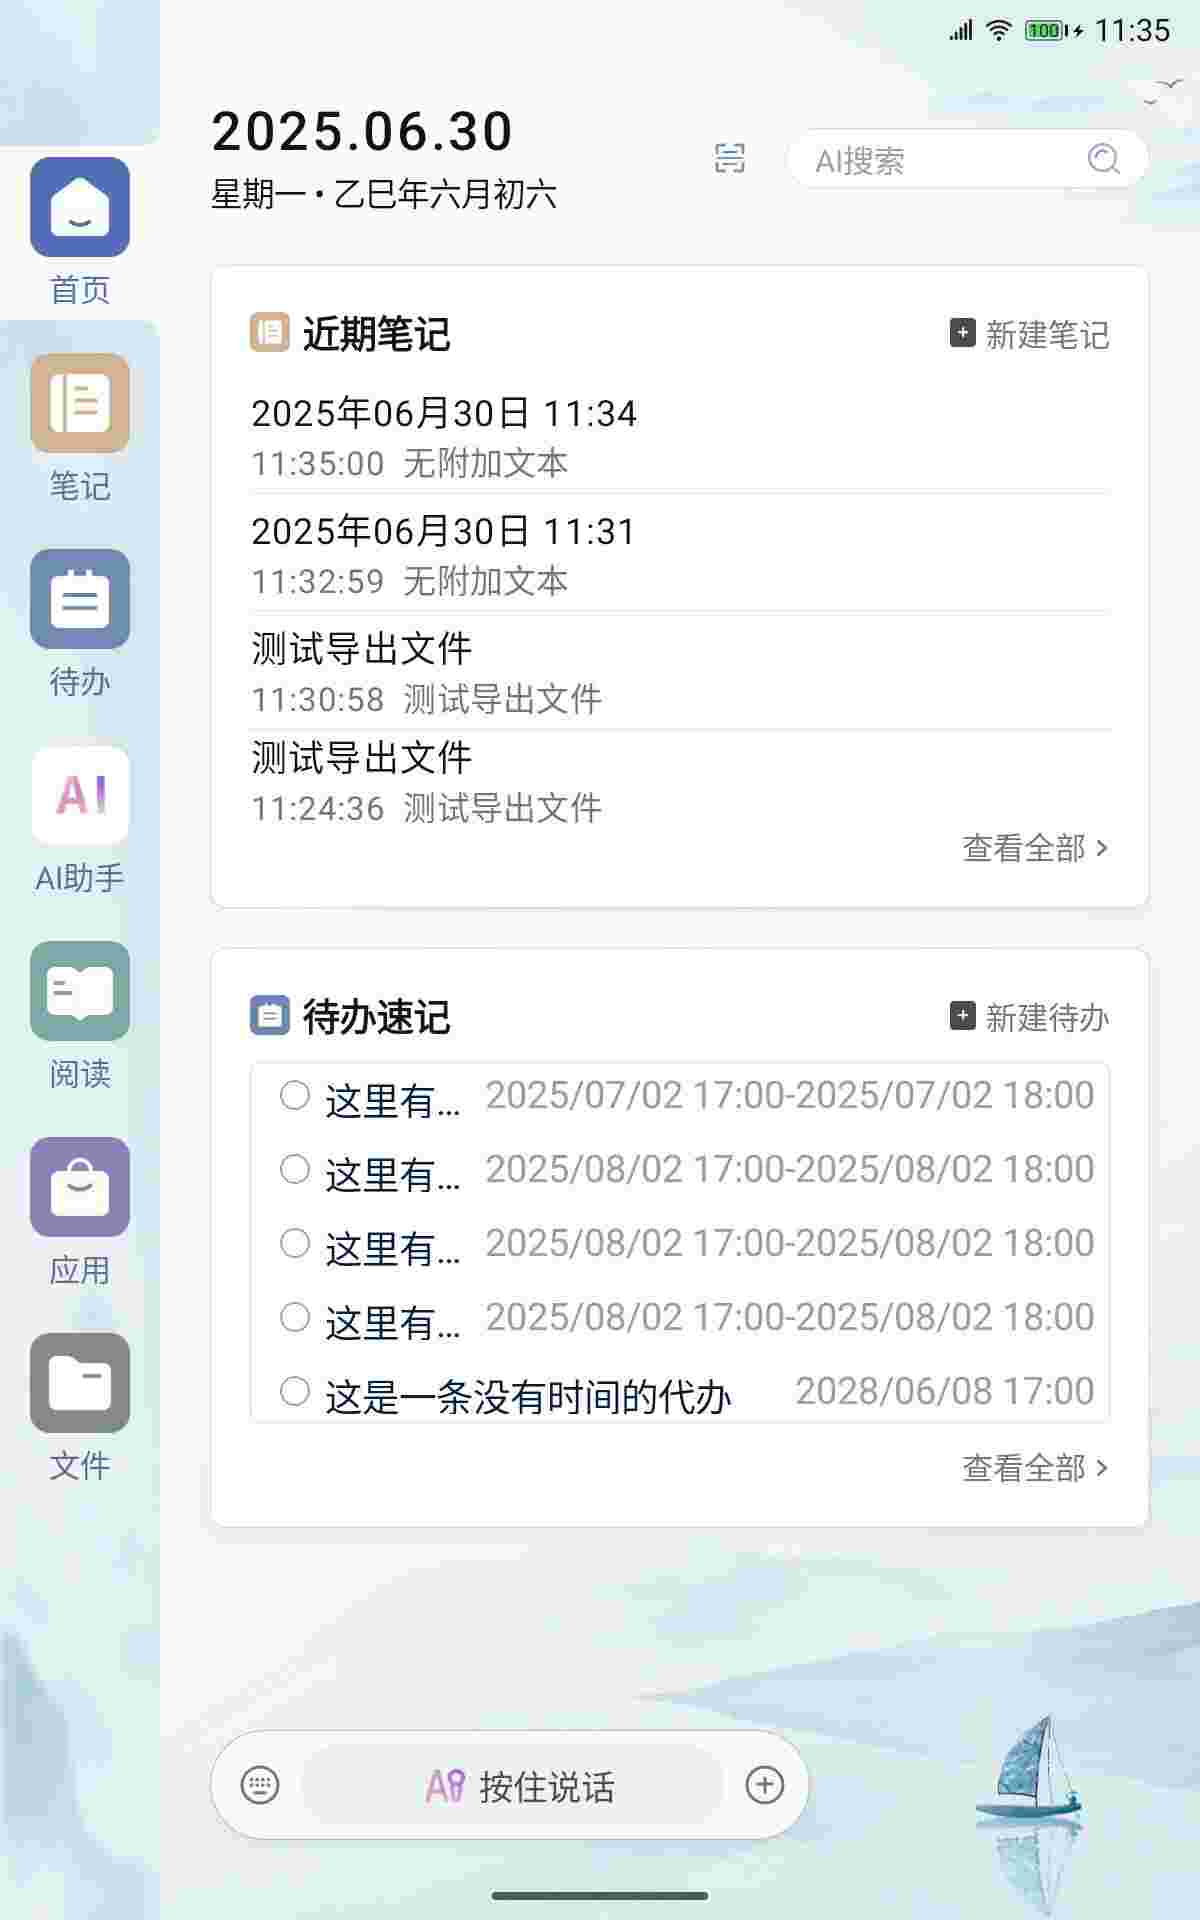 100 11:35
2025.06.30
星期一·乙巳年六月初六
AI搜索
首页
笔记
待办
AI
AI助手
阅读
应用
文件
近期笔记
新建笔记
2025年06月30日 11:34
11:35:00 无附加文本
2025年06月30日 11:31
11:32:59 无附加文本
测试导出文件
11:30:58 测试导出文件
测试导出文件
11:24:36 测试导出文件
查看全部
待办速记
新建待办
这里有... 2025/07/02 17:00-2025/07/02 18:00
这里有... 2025/08/02 17:00-2025/08/02 18:00
这里有... 2025/08/02 17:00-2025/08/02 18:00
这里有... 2025/08/02 17:00-2025/08/02 18:00
这是一条没有时间的代办 2028/06/08 17:00
查看全部
按住说话